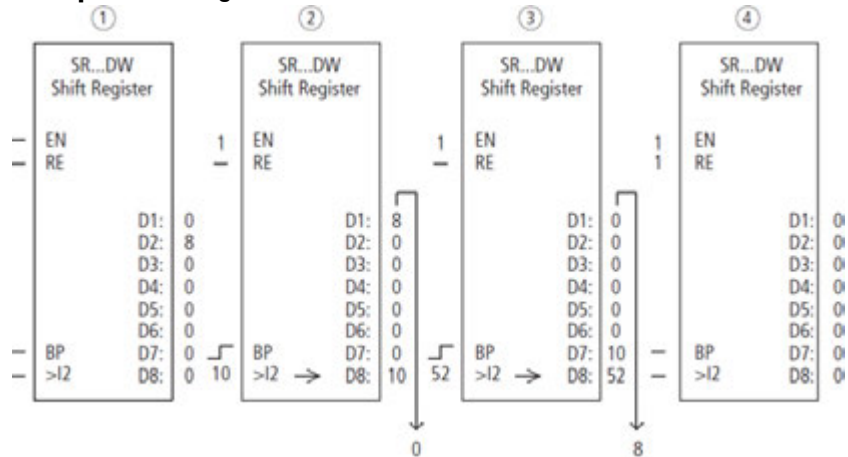 ① ② ③ ④
SR...DW SR...DW SR...DW SR...DW
Shift Register Shift Register Shift Register Shift Register
– EN 1 EN 1 EN 1 EN
– RE – RE – RE 1 RE
D1: 0 D1: 8 D1: 0 D1:
D2: 8 D2: 0 D2: 0 D2:
D3: 0 D3: 0 D3: 0 D3:
D4: 0 D4: 0 D4: 0 D4:
D5: 0 D5: 0 D5: 0 D5:
D6: 0 D6: 0 D6: 0 D6:
– BP D7: 0 BP D7: 0 BP D7: 10 – BP D7:
– >I2 D8: 0 10 >I2 → D8: 10 52 >I2 → D8: 52 – >I2 D8:
0 8